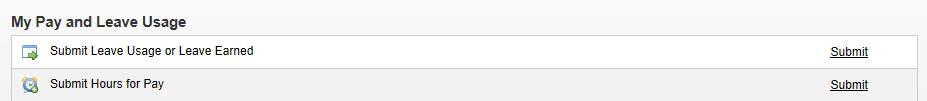 My Pay and Leave Usage
Submit Leave Usage or Leave Earned Submit
Submit Hours for Pay Submit